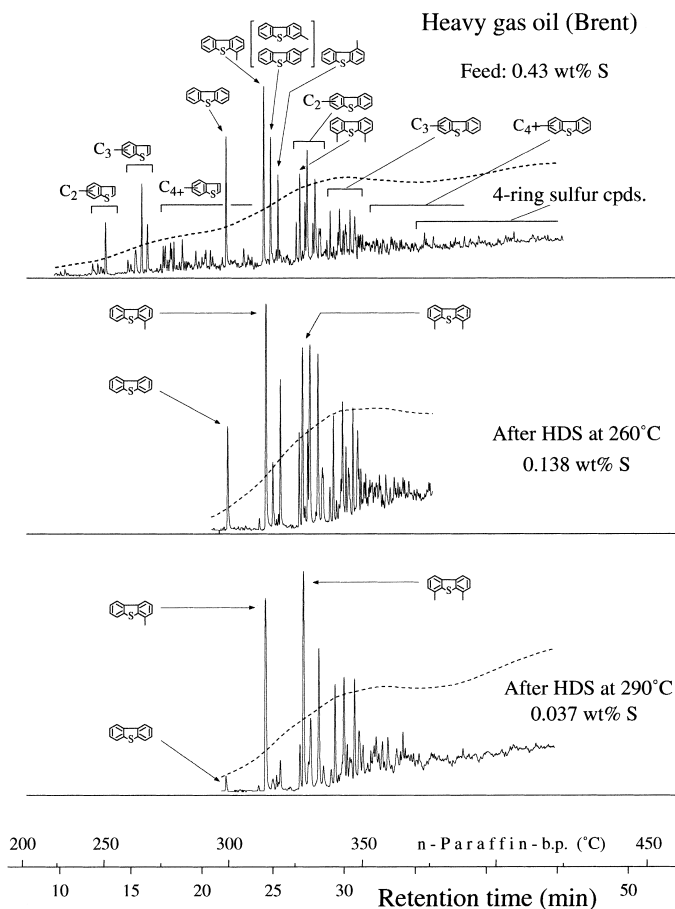 Heavy gas oil (Brent)
Feed: 0.43 wt% S
S
S
S
S
S
C2
S
S
C3
S
C4+
S
C3
S
C2
S
C4+
S
4-ring sulfur cpds.
S
S
S
After HDS at 260˚C
0.138 wt% S
S
S
S
After HDS at 290˚C
0.037 wt% S
200 250 300 350 n-Paraffin-b.p. (˚C) 450
10 15 20 25 30 50
Retention time (min)